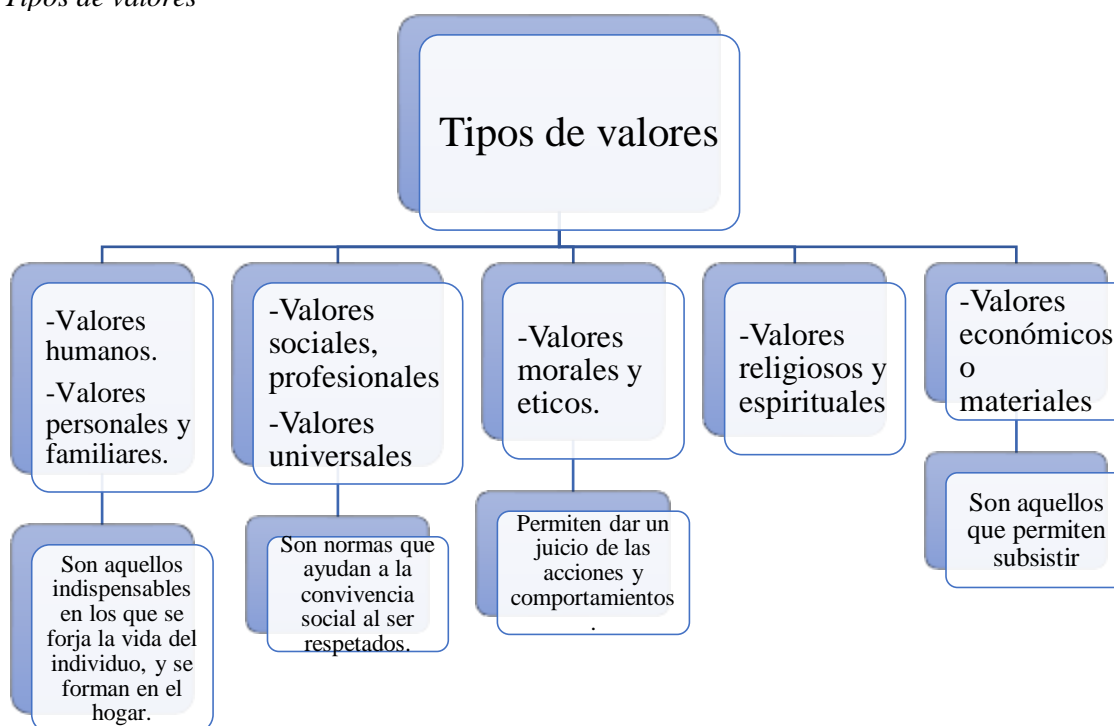 Tipos de valores
Tipos de valores
-Valores
humanos.
-Valores
personales y
familiares.
Son aquellos
indispensables
en los que se
forja la vida del
individuo, y se
forman en el
hogar.
-Valores
sociales,
profesionales
-Valores
universales
Son normas que
ayudan a la
convivencia
social al ser
respetados.
-Valores
morales y
eticos.
Permiten dar un
juicio de las
acciones y
comportamientos
.
-Valores
religiosos y
espirituales
-Valores
económicos
o
materiales
Son aquellos
que permiten
subsistir